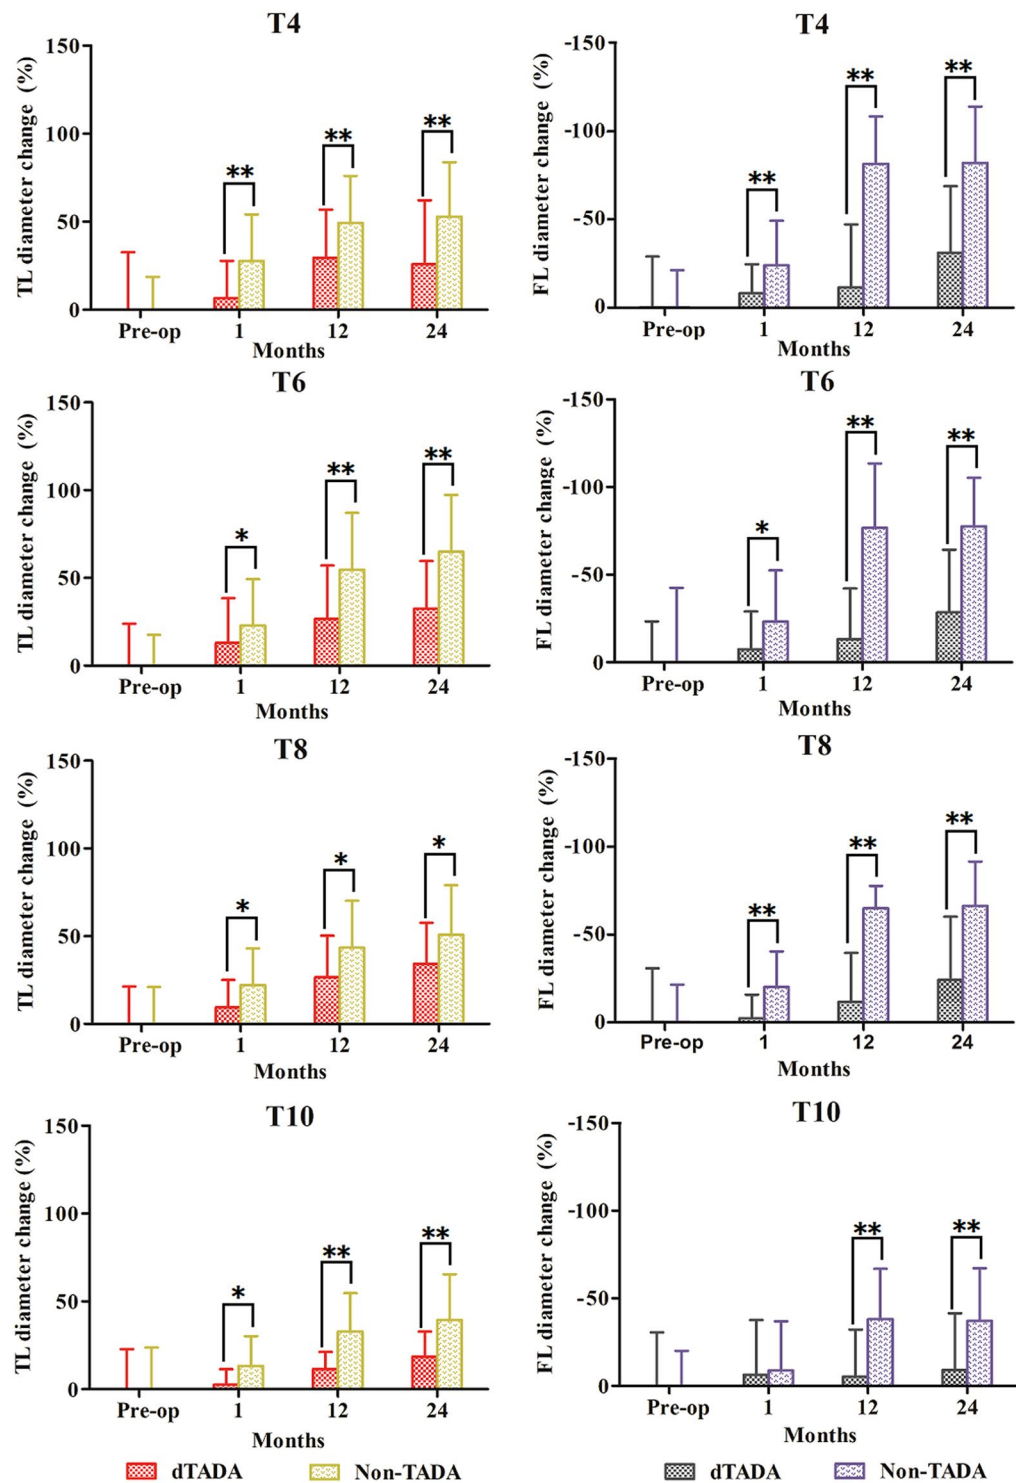 T4
TL diameter change (%)
150
100
50
0
**
**
**
Pre-op
1
12
24
Months
T4
FL diameter change (%)
-150
-100
-50
0
**
**
**
Pre-op
1
12
24
Months
T6
TL diameter change (%)
150
100
50
0
*
**
**
Pre-op
1
12
24
Months
T6
FL diameter change (%)
-150
-100
-50
0
*
**
**
Pre-op
1
12
24
Months
T8
TL diameter change (%)
150
100
50
0
*
*
*
Pre-op
1
12
24
Months
T8
FL diameter change (%)
-150
-100
-50
0
**
**
**
Pre-op
1
12
24
Months
T10
TL diameter change (%)
150
100
50
0
*
**
**
Pre-op
1
12
24
Months
T10
FL diameter change (%)
-150
-100
-50
0
**
**
Pre-op
1
12
24
Months
dTADA
Non-TADA
dTADA
Non-TADA